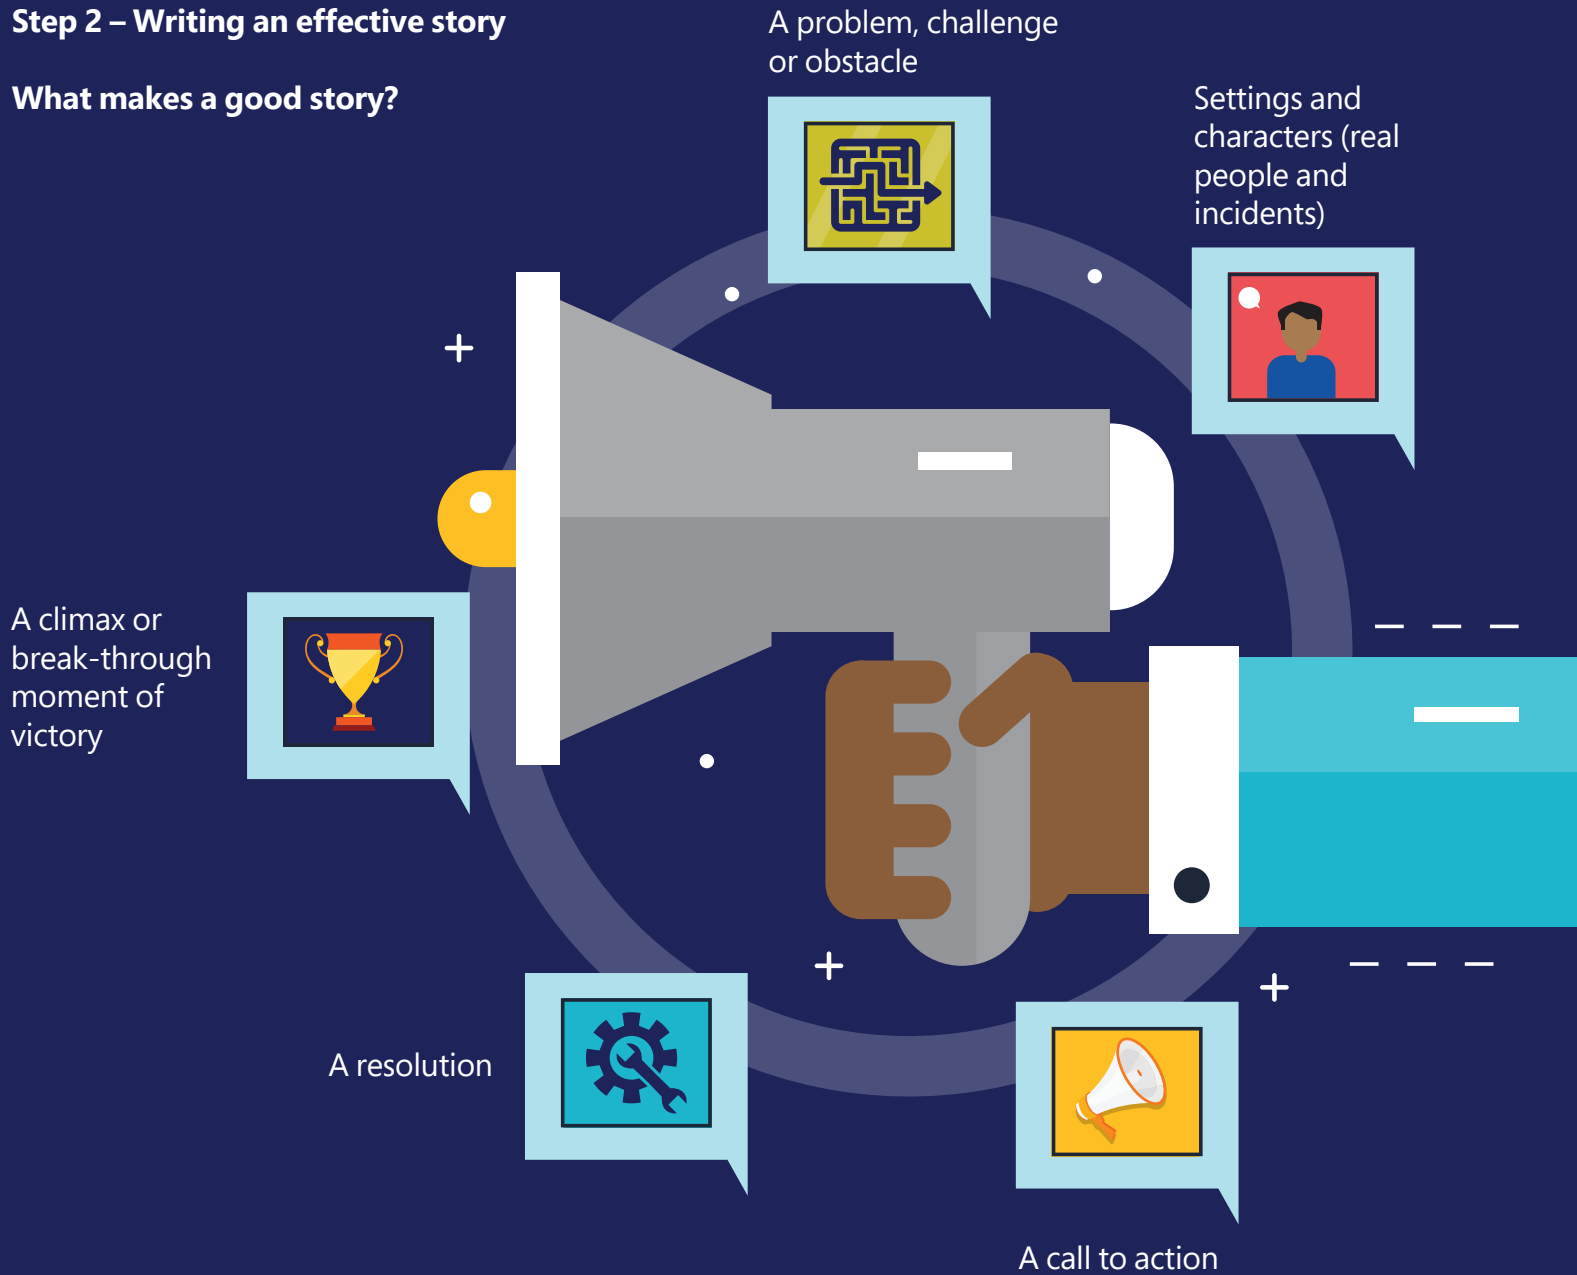 Step 2 – Writing an effective story
What makes a good story?
A problem, challenge
or obstacle
Settings and
characters (real
people and
incidents)
A climax or
break-through
moment of
victory
A resolution
A call to action